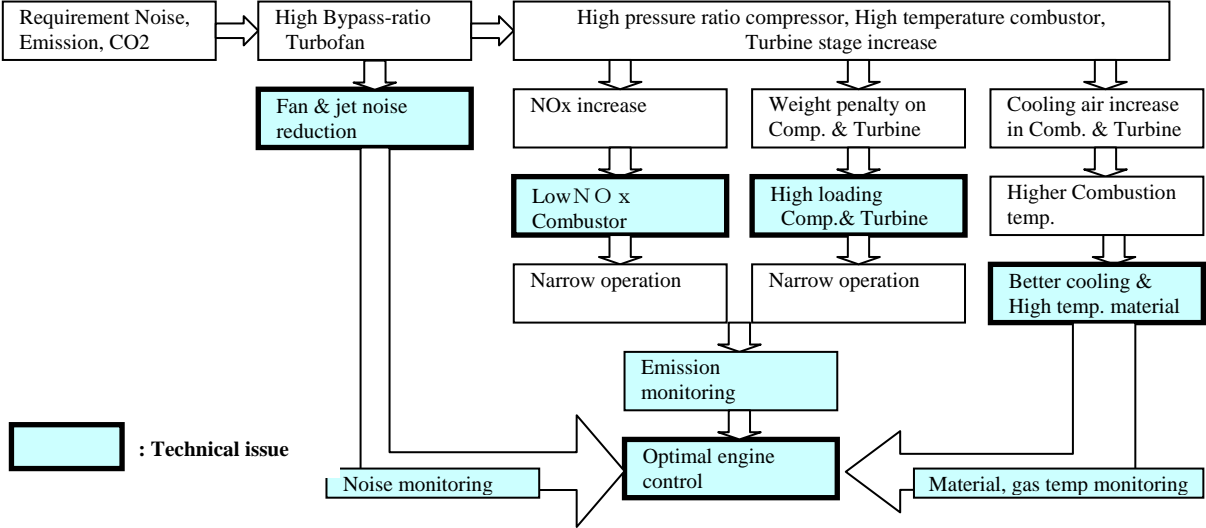 Requirement Noise,
Emission, CO2
High Bypass-ratio
Turbofan
High pressure ratio compressor, High temperature combustor,
Turbine stage increase
Fan & jet noise
reduction
NOx increase
Weight penalty on
Comp. & Turbine
Cooling air increase
in Comb. & Turbine
LowＮＯｘ
Combustor
High loading
Comp.& Turbine
Higher Combustion
temp.
Narrow operation
Narrow operation
Better cooling &
High temp. material
Emission
monitoring
: Technical issue
Optimal engine
control
Noise monitoring
Material, gas temp monitoring